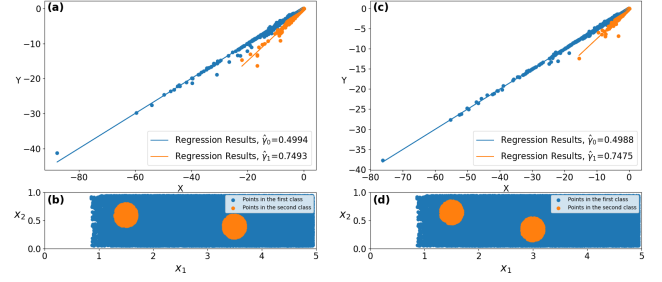 (a)
0
−10
−20
−30
−40
Y
Regression Results, γ̂0=0.4994
Regression Results, γ̂1=0.7493
−80 −60 −40 −20 0
X
(c)
0
−5
−10
−15
−20
−25
−30
−35
−40
Y
Regression Results, γ̂0=0.4988
Regression Results, γ̂1=0.7475
−80 −70 −60 −50 −40 −30 −20 −10 0
X
(b)
1.0
0.5
0.0
x2
Points in the first class
Points in the second class
0 1 2 3 4 5
x1
(d)
1.0
0.5
0.0
x2
Points in the first class
Points in the second class
0 1 2 3 4 5
x1